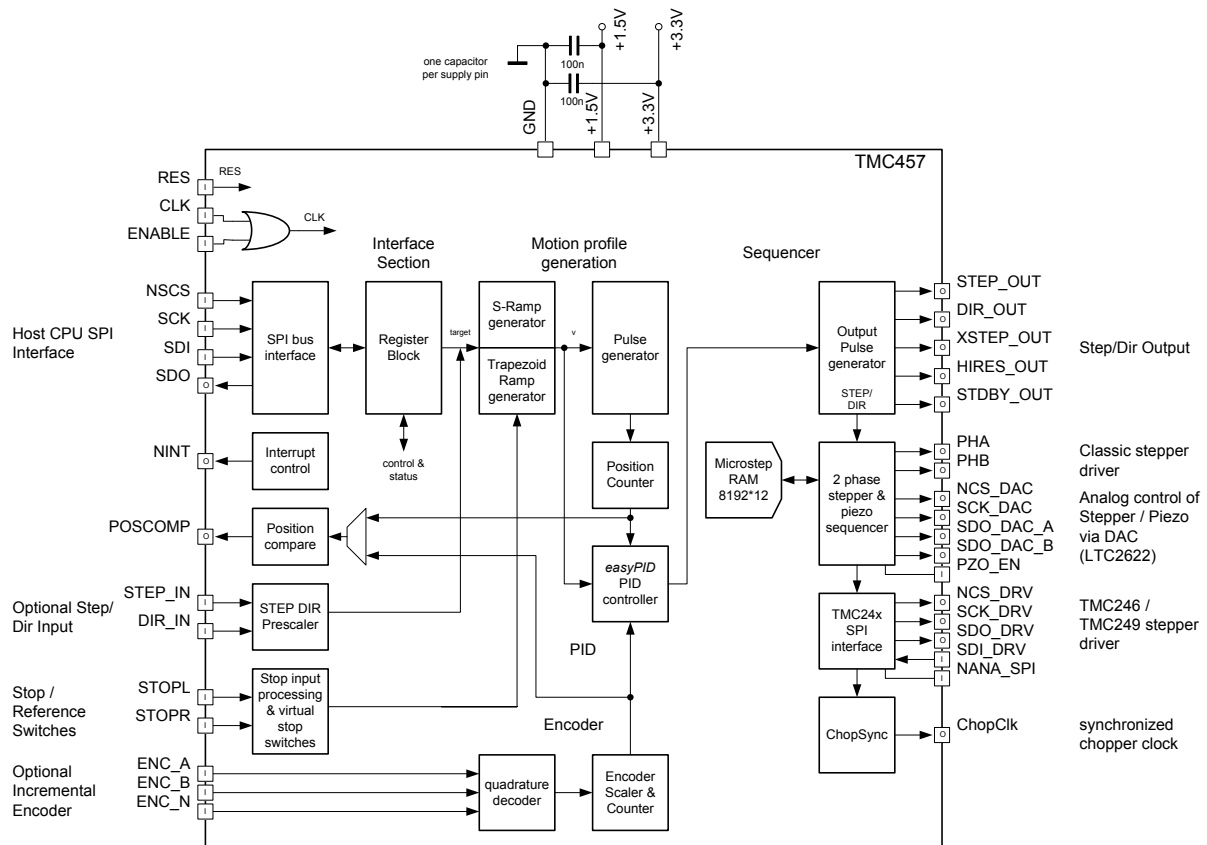 +1.5V
+3.3V
one capacitor
per supply pin
100n
100n
GND
+1.5V
+3.3V
TMC457
RES
I
RES
CLK
I
ENABLE
I
CLK
Interface
Section
Motion profile
generation
Sequencer
Host CPU SPI
Interface
NSCS
I
SCK
I
SDI
I
SDO
O
SPI bus
interface
Register
Block
target
S-Ramp
generator
Trapezoid
Ramp
generator
v
Pulse
generator
Output
Pulse
generator
STEP/
DIR
STEP_OUT
O
DIR_OUT
O
XSTEP_OUT
O
HIRES_OUT
O
STDBY_OUT
O
Step/Dir Output
NINT
O
Interrupt
control
control &
status
Position
Counter
Microstep
RAM
8192*12
2 phase
stepper &
piezo
sequencer
PHA
O
PHB
O
Classic stepper
driver
NCS_DAC
O
SCK_DAC
O
SDO_DAC_A
O
SDO_DAC_B
O
PZO_EN
I
Analog control of
Stepper / Piezo
via DAC
(LTC2622)
POSCOMP
O
Position
compare
easyPID
PID
controller
PID
Optional Step/
Dir Input
STEP_IN
I
DIR_IN
I
STEP DIR
Prescaler
TMC24x
SPI
interface
NCS_DRV
O
SCK_DRV
O
SDO_DRV
O
SDI_DRV
I
NANA_SPI
I
TMC246 /
TMC249 stepper
driver
Stop /
Reference
Switches
STOPL
I
STOPR
I
Stop input
processing
& virtual
stop
switches
Encoder
ChopSync
ChopClk
O
synchronized
chopper clock
Optional
Incremental
Encoder
ENC_A
I
ENC_B
I
ENC_N
I
quadrature
decoder
Encoder
Scaler &
Counter